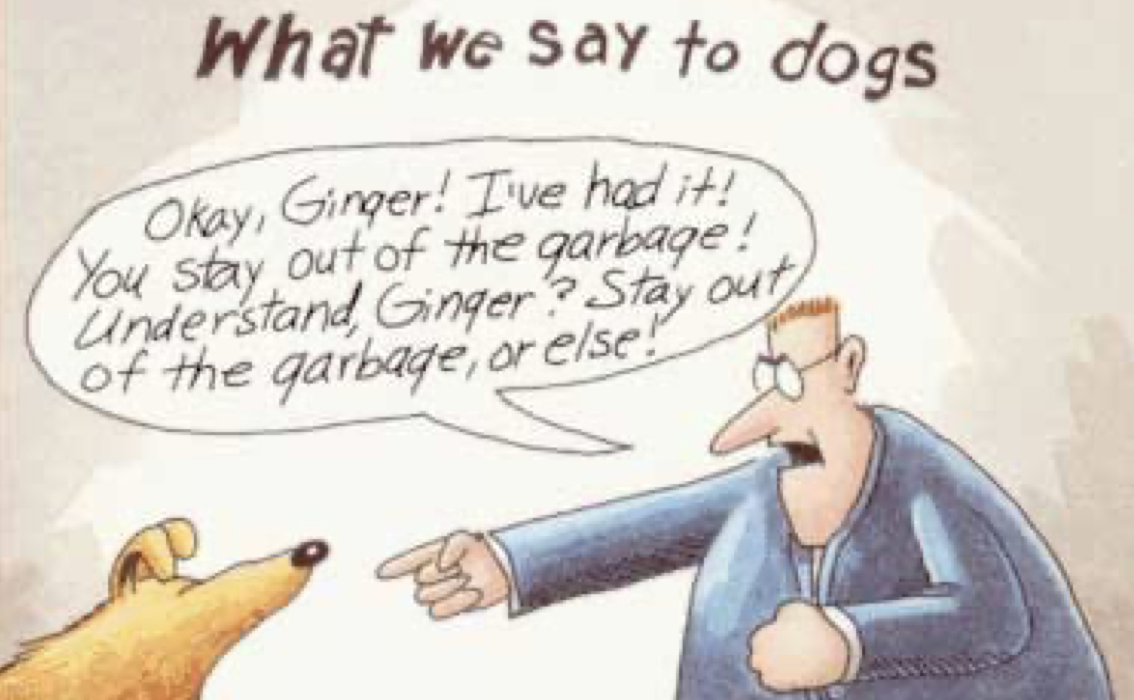 What we say to dogs
Okay, Ginger! I've had it!
You stay out of the garbage!
Understand, Ginger? Stay out
of the garbage, or else!